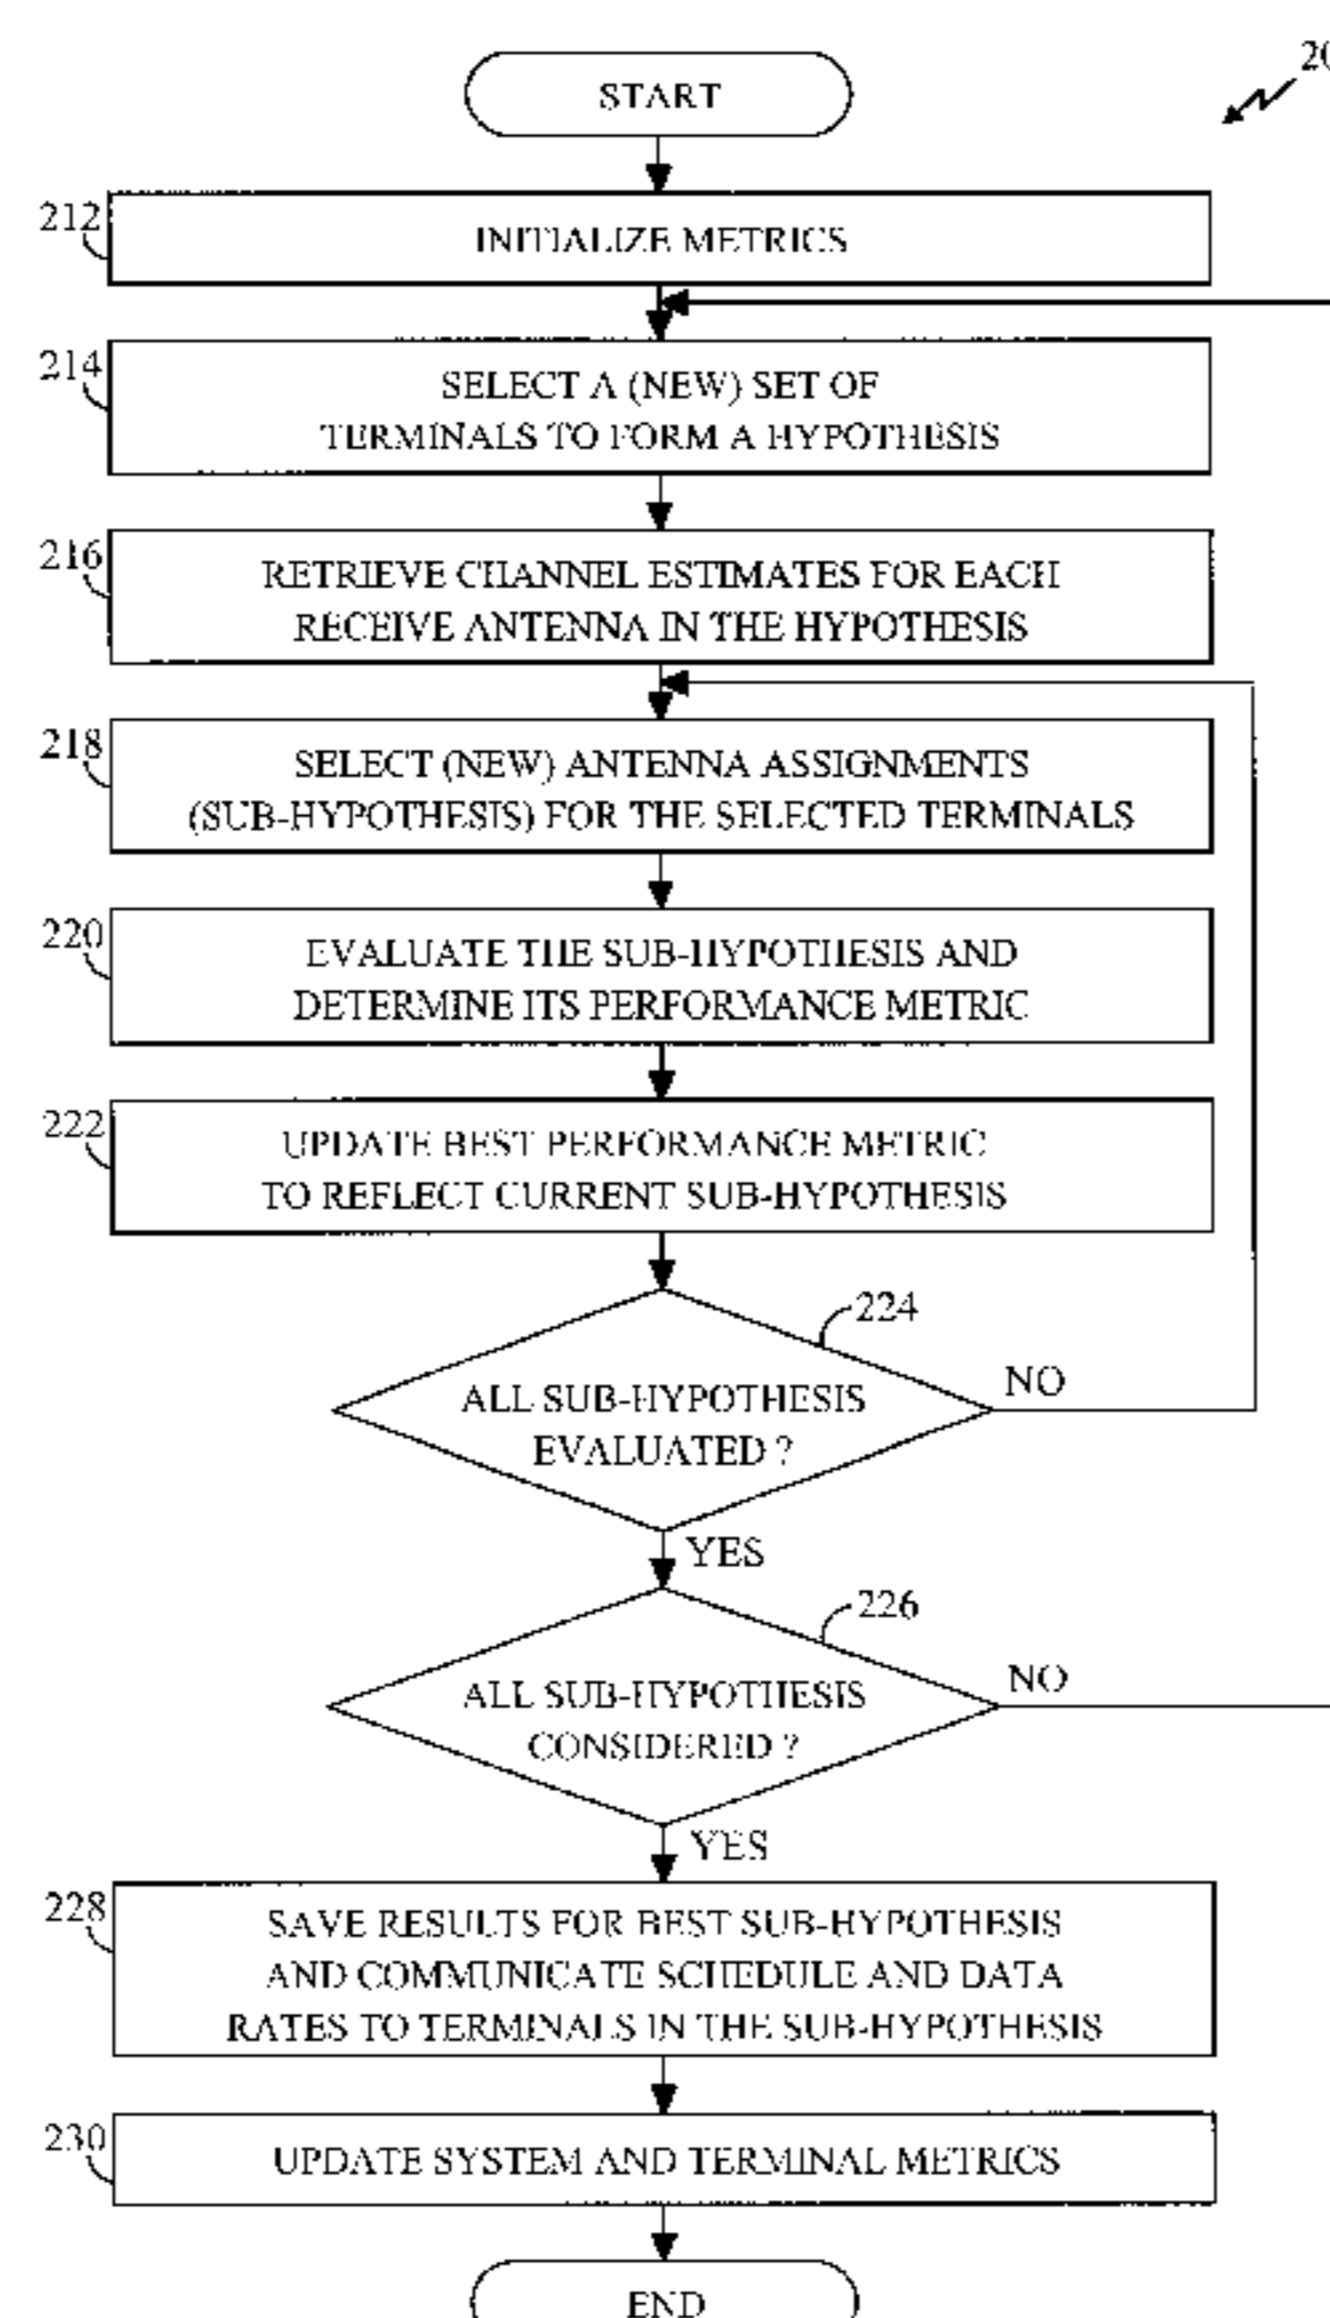 START
20
212
INITIALIZE METRICS
214
SELECT A (NEW) SET OF
TERMINALS TO FORM A HYPOTHESIS
216
RETRIEVE CHANNEL ESTIMATES FOR EACH
RECEIVE ANTENNA IN THE HYPOTHESIS
218
SELECT (NEW) ANTENNA ASSIGNMENTS
(SUB-HYPOTHESIS) FOR THE SELECTED TERMINALS
220
EVALUATE THE SUB-HYPOTHESIS AND
DETERMINE ITS PERFORMANCE METRIC
222
UPDATE BEST PERFORMANCE METRIC
TO REFLECT CURRENT SUB-HYPOTHESIS
224
ALL SUB-HYPOTHESIS
EVALUATED ?
NO
YES
226
ALL SUB-HYPOTHESIS
CONSIDERED ?
NO
YES
228
SAVE RESULTS FOR BEST SUB-HYPOTHESIS
AND COMMUNICATE SCHEDULE AND DATA
RATES TO TERMINALS IN THE SUB-HYPOTHESIS
230
UPDATE SYSTEM AND TERMINAL METRICS
END